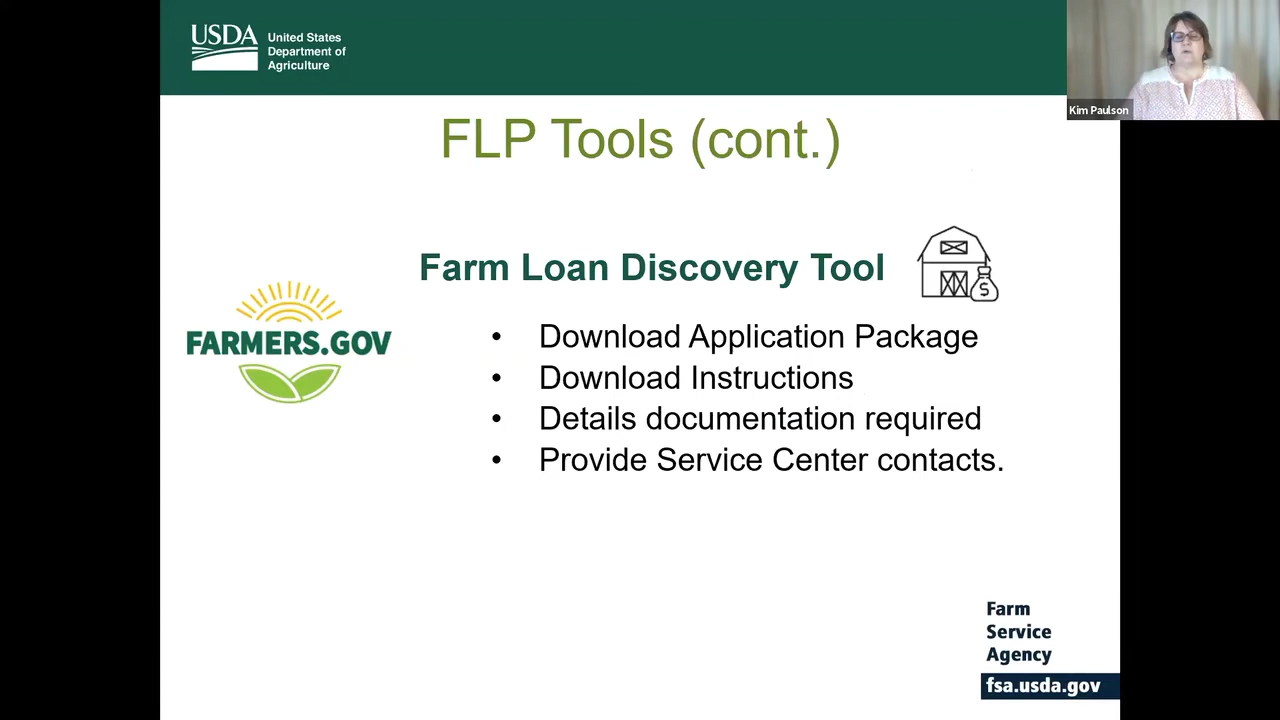 USDA
United States
Department of
Agriculture
Kim Paulson
FLP Tools (cont.)
Farm Loan Discovery Tool
$
FARMERS.GOV
• Download Application Package
• Download Instructions
• Details documentation required
• Provide Service Center contacts.
Farm
Service
Agency
fsa.usda.gov